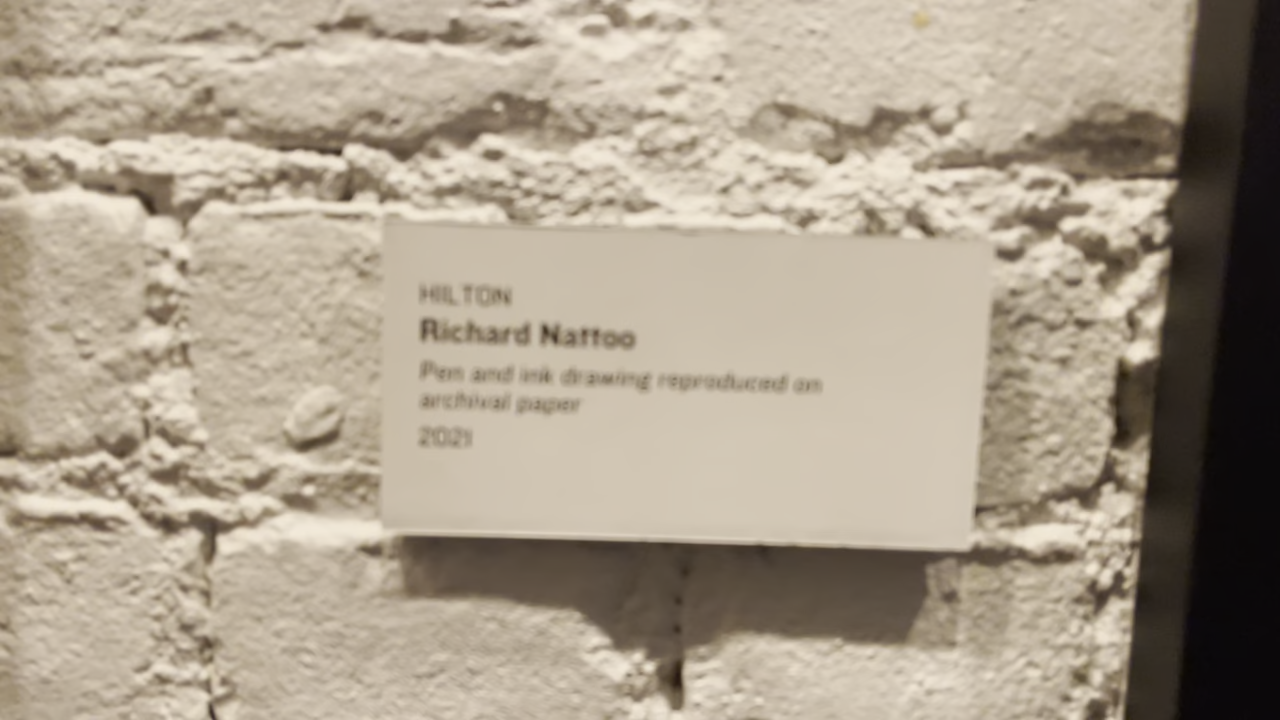 HILTON
Richard Nattoo
Pen and ink drawing reproduced on
archival paper
2021